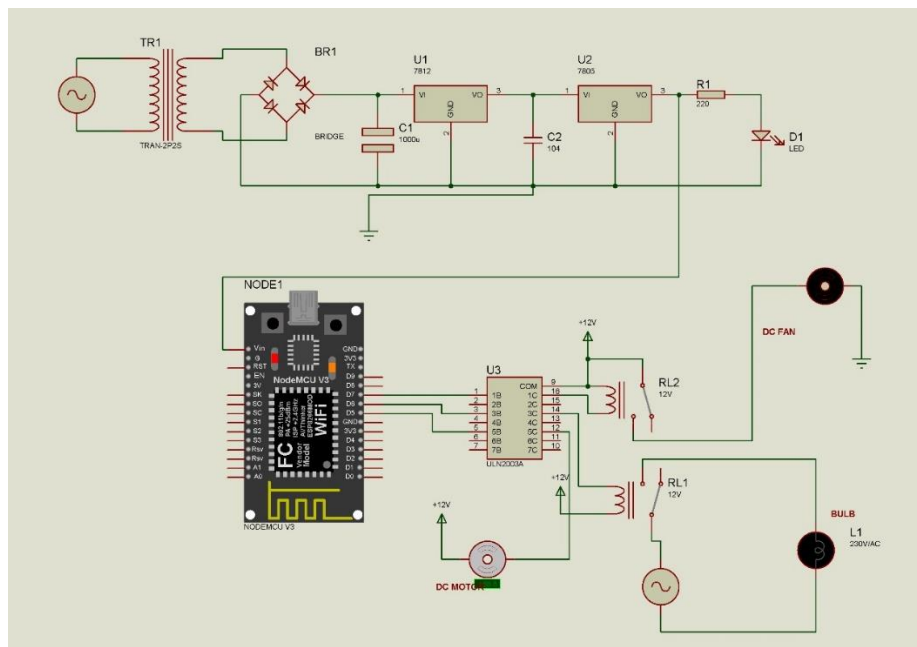 TR1
TRAN-2P2S
BR1
BRIDGE
U1
7812
VI
VO
GND
1
3
2
C1
1000u
C2
104
U2
7805
VI
VO
GND
1
3
2
R1
220
D1
LED
NODE1
Vin
G
RST
EN
3V
SK
SO
SC
S1
S2
S3
Rsv
Rsv
A1
A0
GND
3V3
TX
D9
D8
D7
D6
D5
GND
3V3
D4
D3
D2
D1
D0
NodeMCU V3
FC
Vendor
Model
WiFi
NODEMCU V3
U3
1
2
3
4
5
6
7
1B
2B
3B
4B
5B
6B
7B
COM
1C
2C
3C
4C
5C
6C
7C
9
16
15
14
13
12
11
10
ULN2003A
+12V
RL2
12V
DC FAN
+12V
RL1
12V
+12V
DC MOTOR
BULB
L1
230V/AC